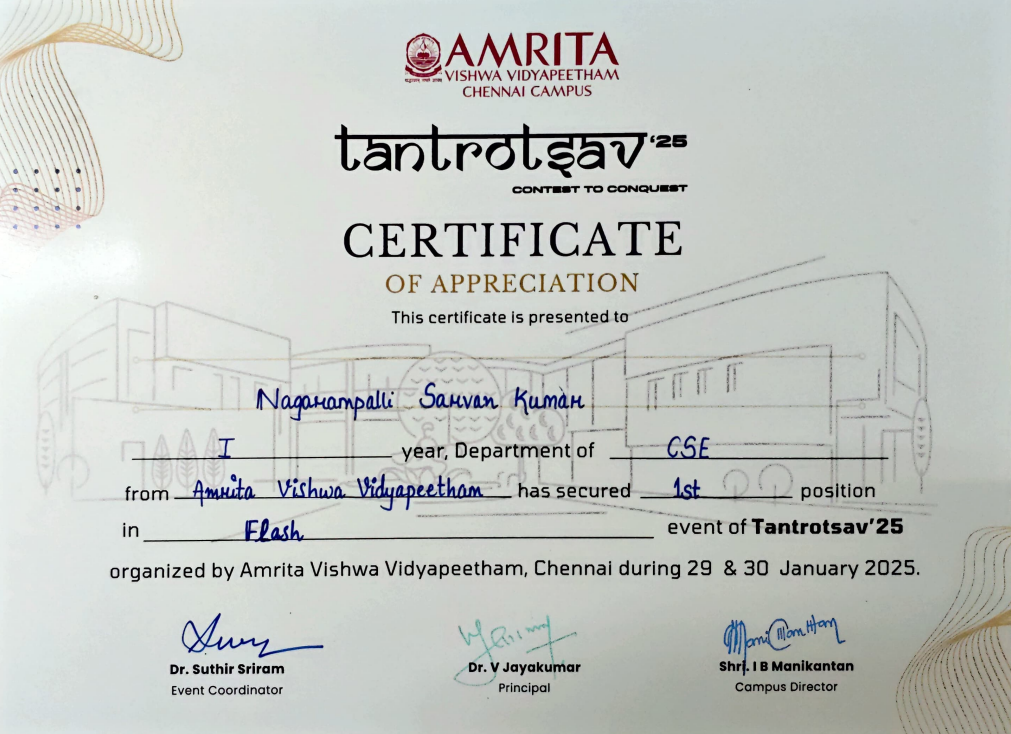 AMRITA
VISHWA VIDYAPEETHAM
CHENNAI CAMPUS
tantrotsav '25
CONTEST TO CONQUEST
CERTIFICATE
OF APPRECIATION
This certificate is presented to
Nagarampalli Sarvan Kumar
I year, Department of CSE
from Amrita Vishwa Vidyapeetham has secured 1st position
in Flash event of Tantrotsav'25
organized by Amrita Vishwa Vidyapeetham, Chennai during 29 & 30 January 2025.
Dr. Suthir Sriram Dr. V Jayakumar Shri. I B Manikantan
Event Coordinator Principal Campus Director